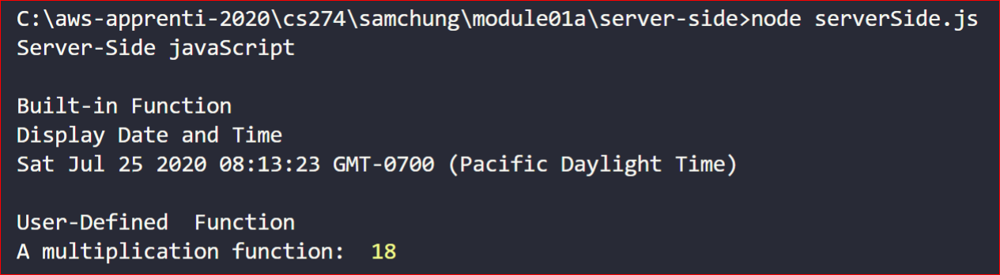 C:\aws-apprenti-2020\cs274\samchung\module01a\server-side>node serverSide.js
Server-Side javaScript
Built-in Function
Display Date and Time
Sat Jul 25 2020 08:13:23 GMT-0700 (Pacific Daylight Time)
User-Defined  Function
A multiplication function:  18